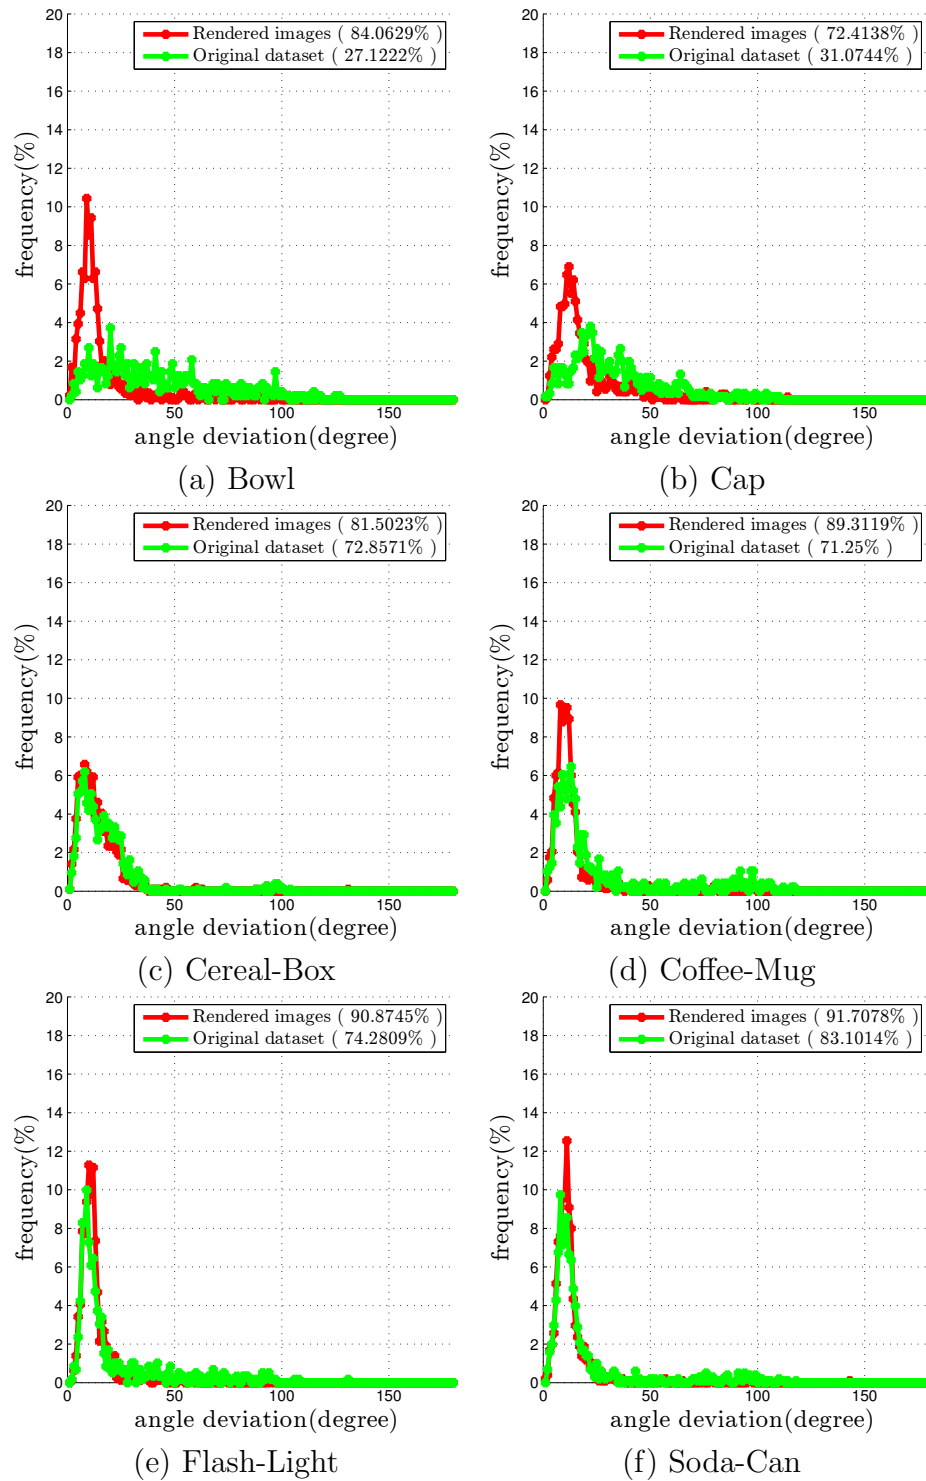 20
18
16
14
12
10
8
6
4
2
0
frequency(%)
Rendered images ( 84.0629% )
Original dataset ( 27.1222% )
0 50 100 150
angle deviation(degree)
(a) Bowl
20
18
16
14
12
10
8
6
4
2
0
frequency(%)
Rendered images ( 72.4138% )
Original dataset ( 31.0744% )
0 50 100 150
angle deviation(degree)
(b) Cap
20
18
16
14
12
10
8
6
4
2
0
frequency(%)
Rendered images ( 81.5023% )
Original dataset ( 72.8571% )
0 50 100 150
angle deviation(degree)
(c) Cereal-Box
20
18
16
14
12
10
8
6
4
2
0
frequency(%)
Rendered images ( 89.3119% )
Original dataset ( 71.25% )
0 50 100 150
angle deviation(degree)
(d) Coffee-Mug
20
18
16
14
12
10
8
6
4
2
0
frequency(%)
Rendered images ( 90.8745% )
Original dataset ( 74.2809% )
0 50 100 150
angle deviation(degree)
(e) Flash-Light
20
18
16
14
12
10
8
6
4
2
0
frequency(%)
Rendered images ( 91.7078% )
Original dataset ( 83.1014% )
0 50 100 150
angle deviation(degree)
(f) Soda-Can